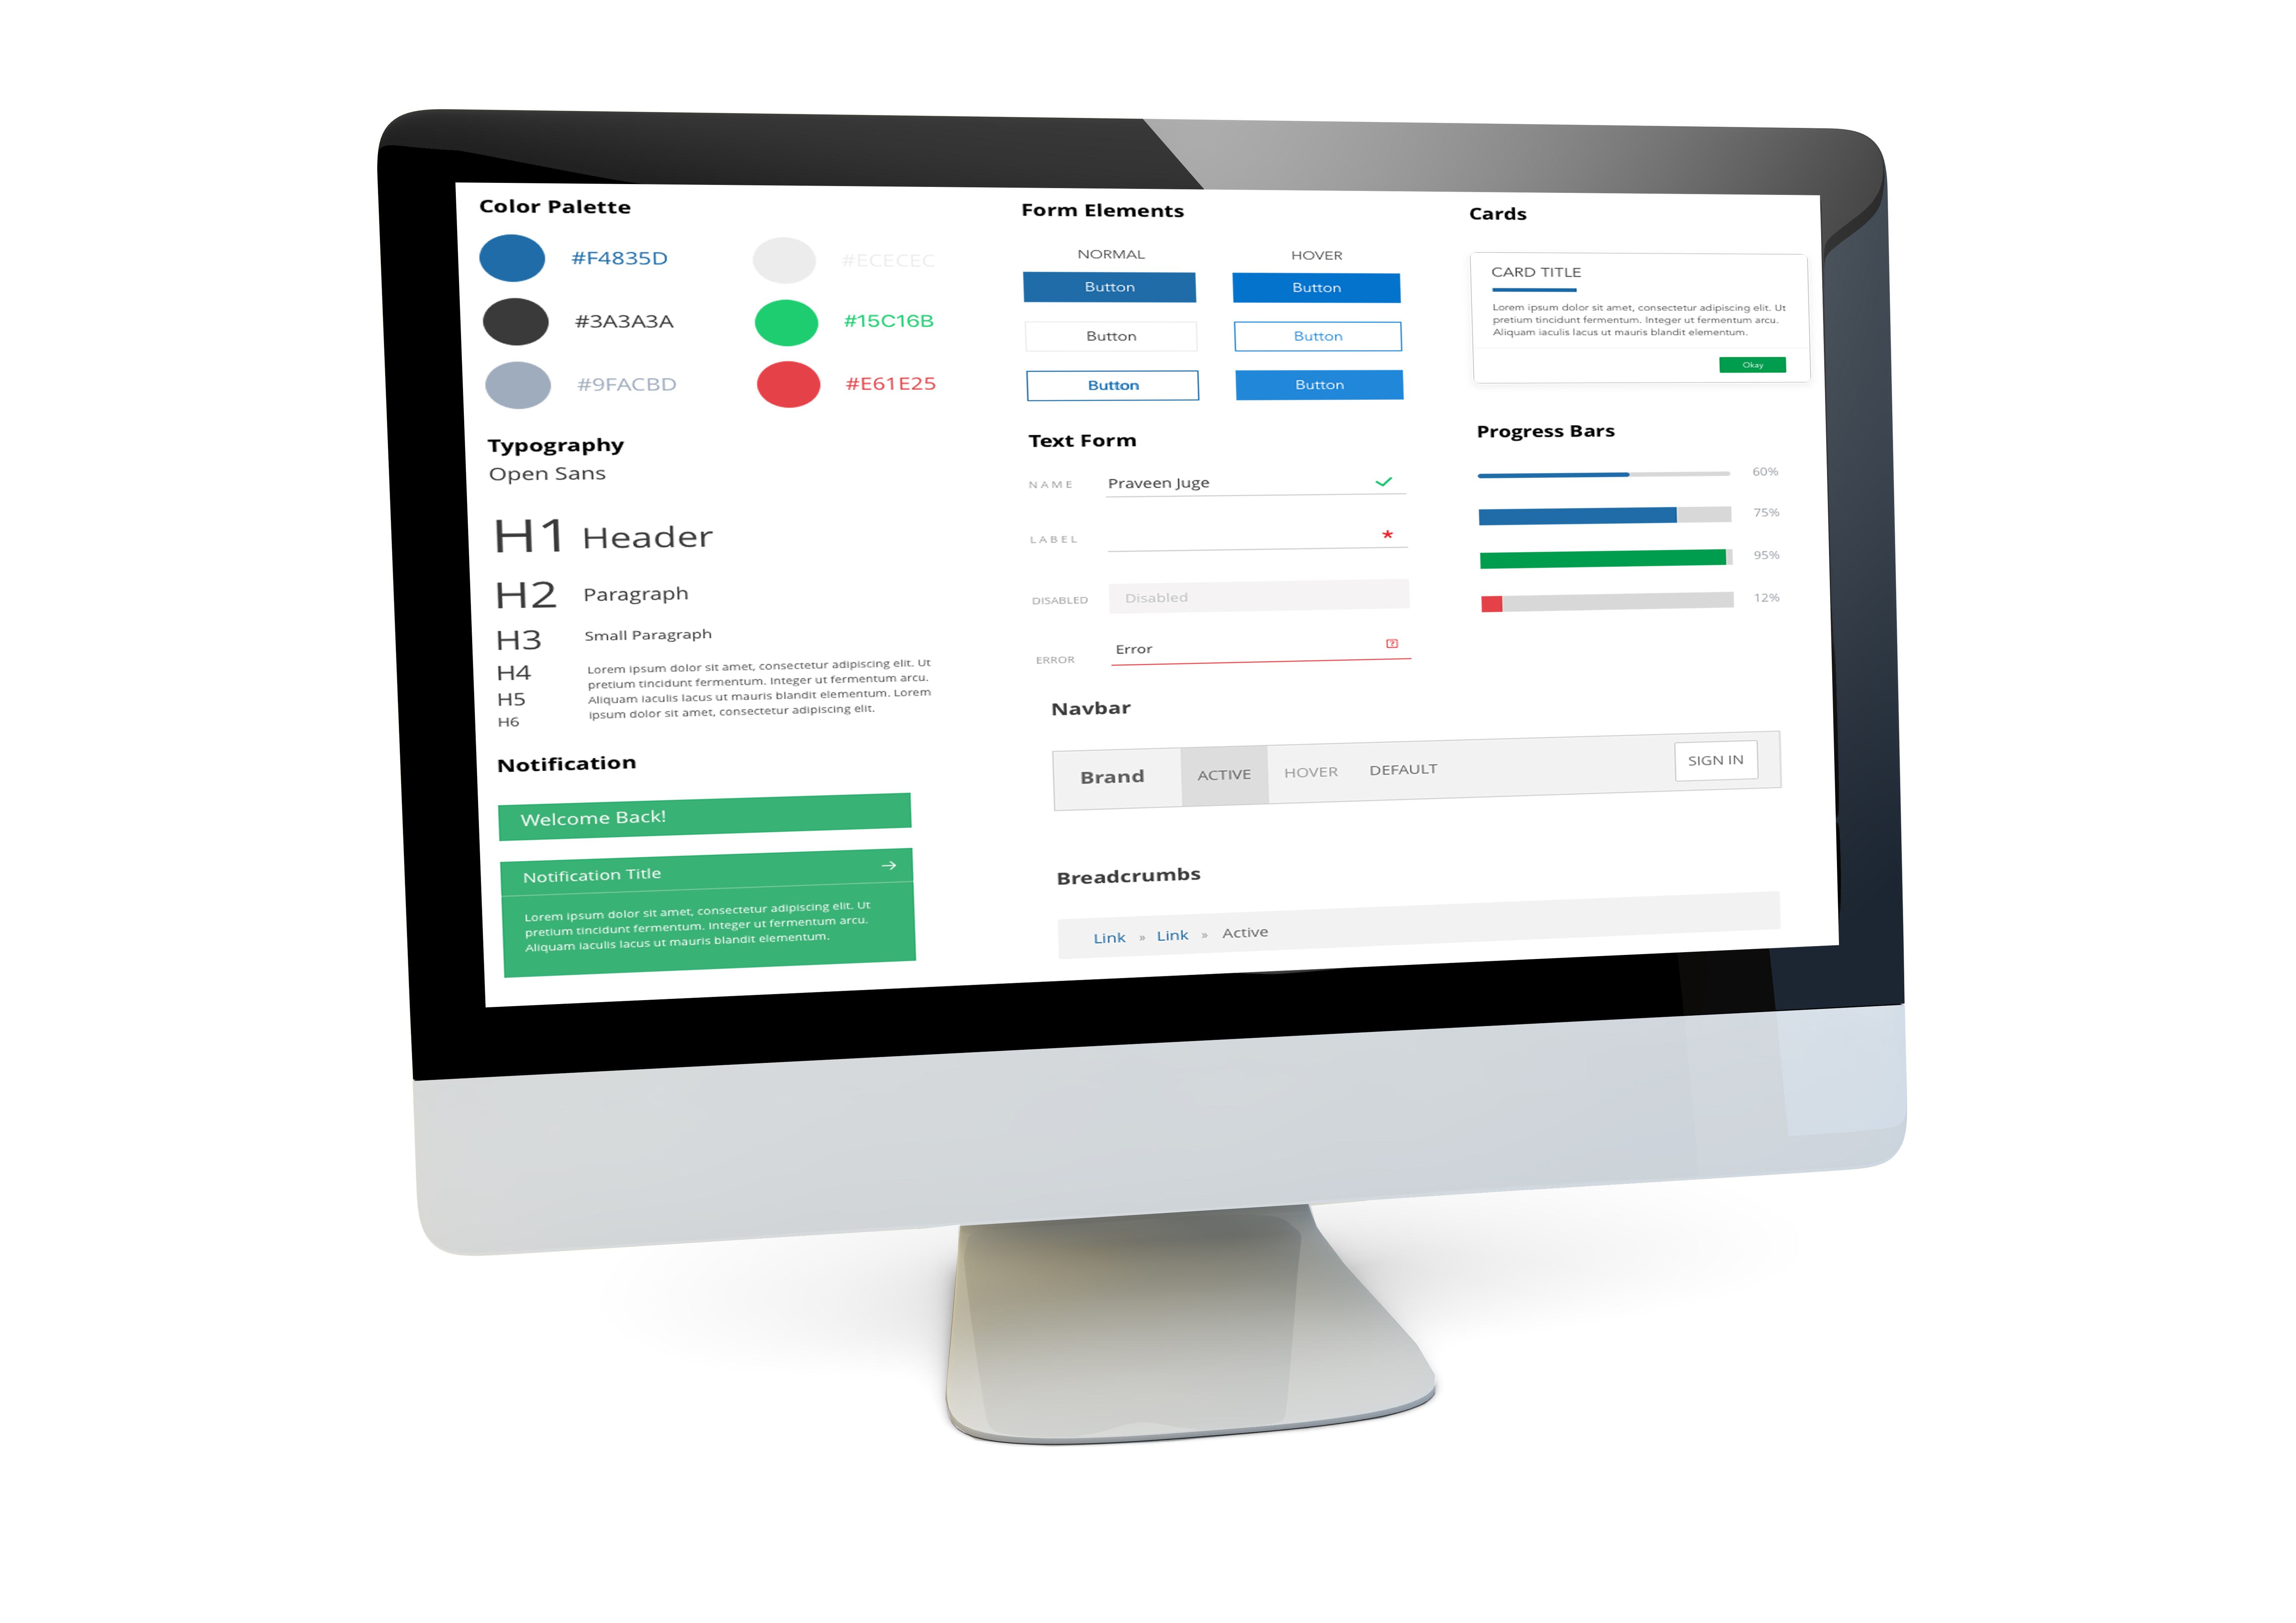 Color Palette
#F4835D
#ECECEC
#3A3A3A
#15C16B
#9FACBD
#E61E25
Typography
Open Sans
H1 Header
H2 Paragraph
H3 Small Paragraph
H4
H5
H6
Lorem ipsum dolor sit amet, consectetur adipiscing elit. Ut
pretium tincidunt fermentum. Integer ut fermentum arcu.
Aliquam iaculis lacus ut mauris blandit elementum. Lorem
ipsum dolor sit amet, consectetur adipiscing elit.
Notification
Welcome Back!
Notification Title →
Lorem ipsum dolor sit amet, consectetur adipiscing elit. Ut
pretium tincidunt fermentum. Integer ut fermentum arcu.
Aliquam iaculis lacus ut mauris blandit elementum.
Form Elements
NORMAL HOVER
Button Button
Button Button
Button Button
Text Form
NAME Praveen Juge
LABEL *
DISABLED Disabled
ERROR Error ?
Cards
CARD TITLE
Lorem ipsum dolor sit amet, consectetur adipiscing elit. Ut
pretium tincidunt fermentum. Integer ut fermentum arcu.
Aliquam iaculis lacus ut mauris blandit elementum.
Okay
Progress Bars
60%
75%
95%
12%
Navbar
Brand ACTIVE HOVER DEFAULT SIGN IN
Breadcrumbs
Link » Link » Active